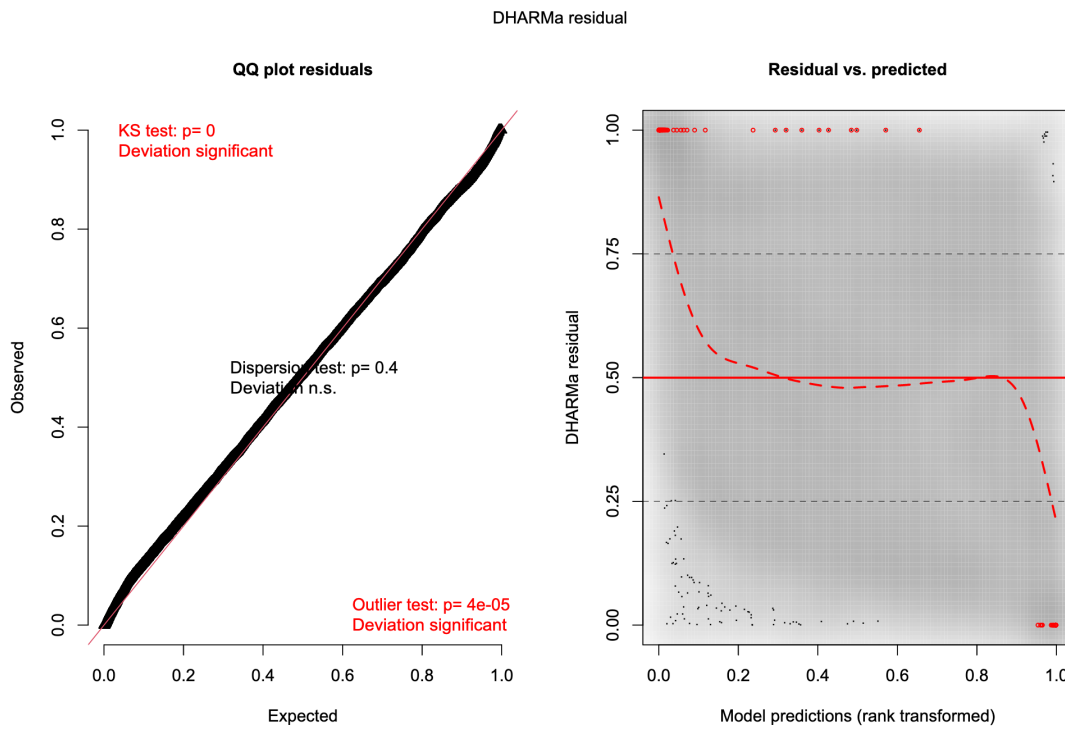 DHARMa residual
QQ plot residuals
KS test: p= 0
Deviation significant
Dispersion test: p= 0.4
Deviation n.s.
Outlier test: p= 4e-05
Deviation significant
Observed
0.0
0.2
0.4
0.6
0.8
1.0
0.0 0.2 0.4 0.6 0.8 1.0
Expected
Residual vs. predicted
DHARMa residual
0.00
0.25
0.50
0.75
1.00
0.0 0.2 0.4 0.6 0.8 1.0
Model predictions (rank transformed)